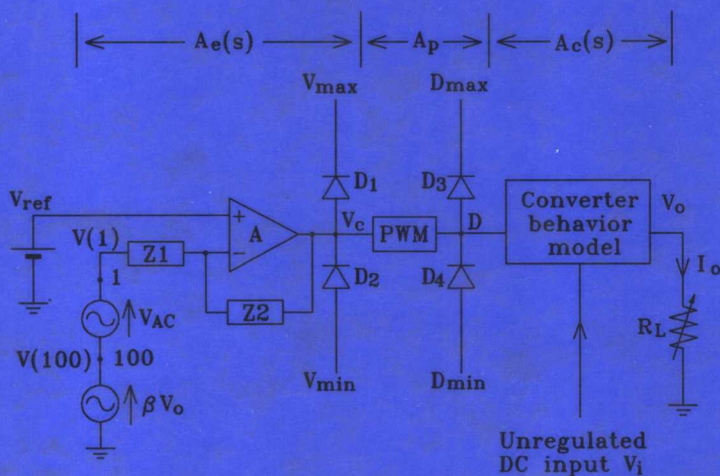 Ae(s) Ap Ac(s)
Vmax Dmax
Vref
D1 D3
Converter
behavior
model
Vo
+
A
−
Vc PWM D
V(1) Z1
1
D2 D4
Io
Z2
VAC
RL
V(100) 100
Vmin Dmin
βVo
Unregulated
DC input Vi